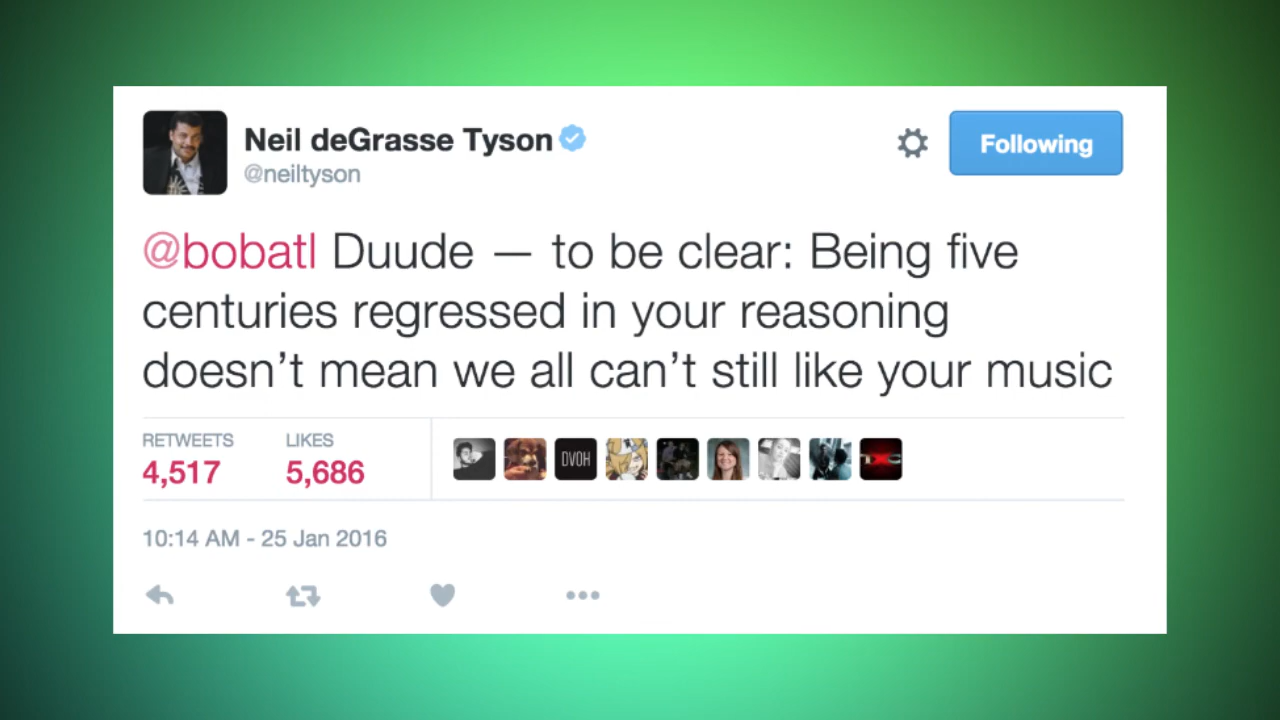 Neil deGrasse Tyson
@neiltyson
Following
@bobatl Duude — to be clear: Being five
centuries regressed in your reasoning
doesn’t mean we all can’t still like your music
RETWEETS LIKES
4,517 5,686
DVOH
10:14 AM - 25 Jan 2016